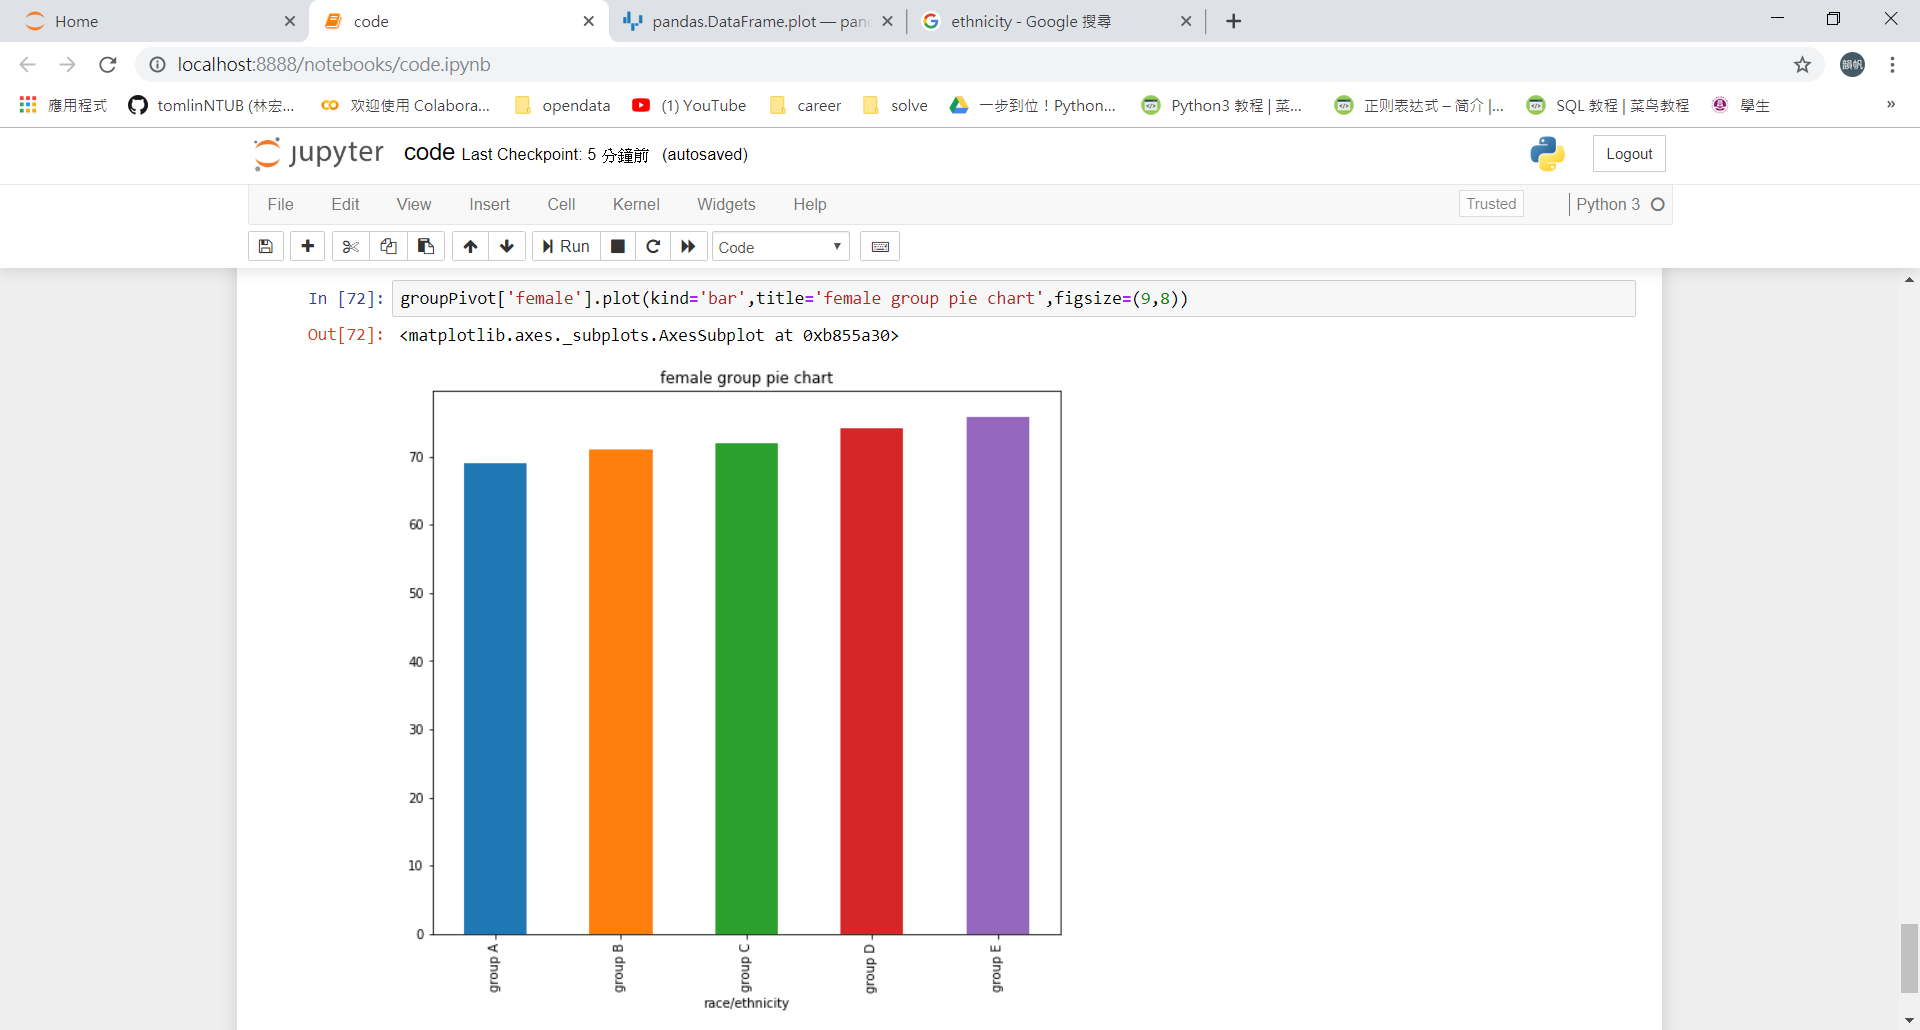 Home
code
pandas.DataFrame.plot — pan
ethnicity - Google 搜尋
localhost:8888/notebooks/code.ipynb
韻帆
應用程式
tomlinNTUB (林宏...
欢迎使用 Colabora...
opendata
(1) YouTube
career
solve
一步到位！Python...
Python3 教程 | 菜...
正则表达式 – 简介 |...
SQL 教程 | 菜鸟教程
學生
»
jupyter code Last Checkpoint: 5 分鐘前 (autosaved)
Logout
File Edit View Insert Cell Kernel Widgets Help
Trusted
Python 3
Run
Code
In [72]: groupPivot['female'].plot(kind='bar',title='female group pie chart',figsize=(9,8))
Out[72]: <matplotlib.axes._subplots.AxesSubplot at 0xb855a30>
female group pie chart
70
60
50
40
30
20
10
0
group A
group B
group C
group D
group E
race/ethnicity